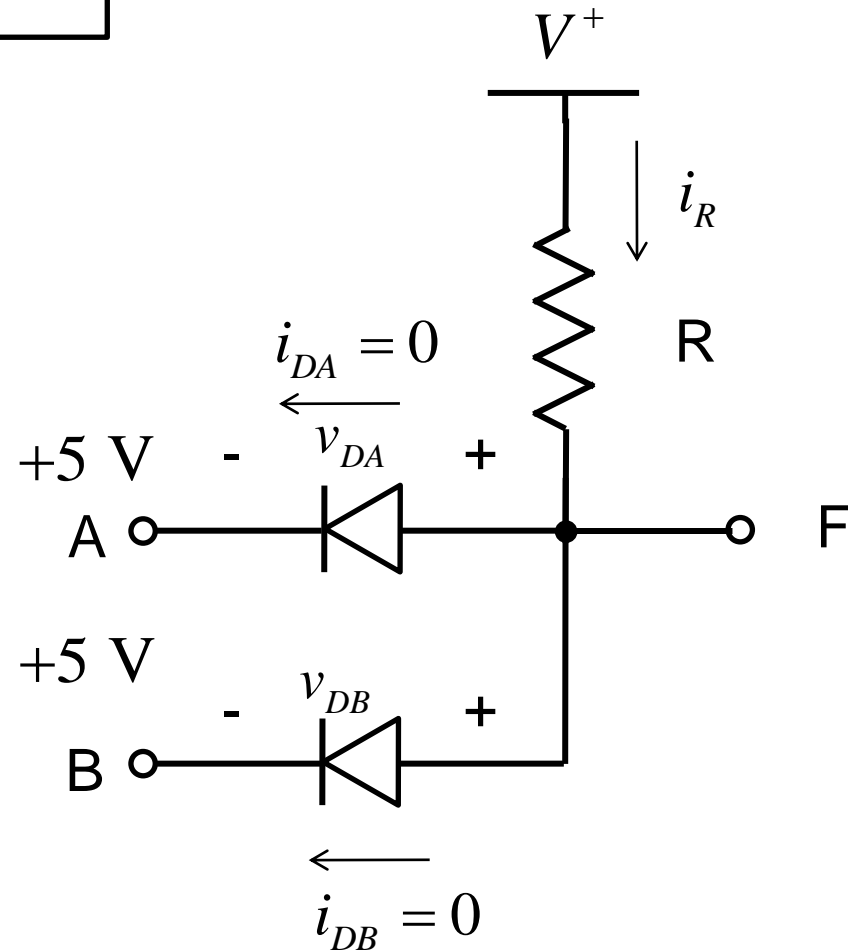 V⁺
i_R
R
i_DA = 0
+5 V - v_DA +
A F
+5 V
- v_DB +
B
i_DB = 0